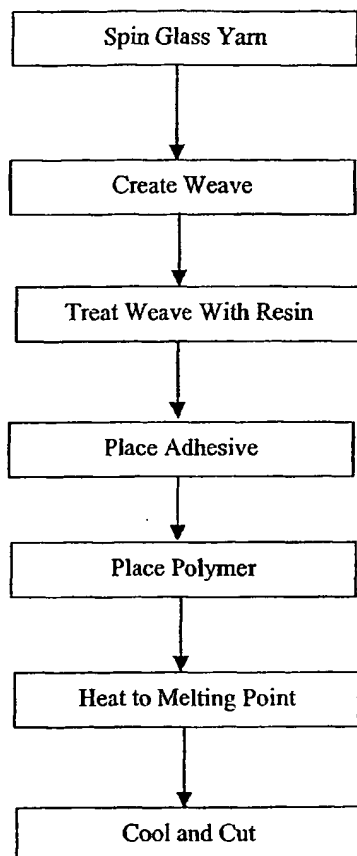 Spin Glass Yarn
Create Weave
Treat Weave With Resin
Place Adhesive
Place Polymer
Heat to Melting Point
Cool and Cut